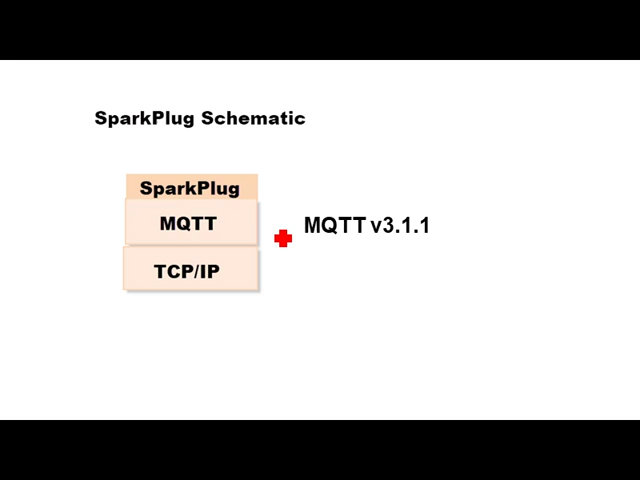 SparkPlug Schematic
SparkPlug
MQTT
MQTT v3.1.1
TCP/IP